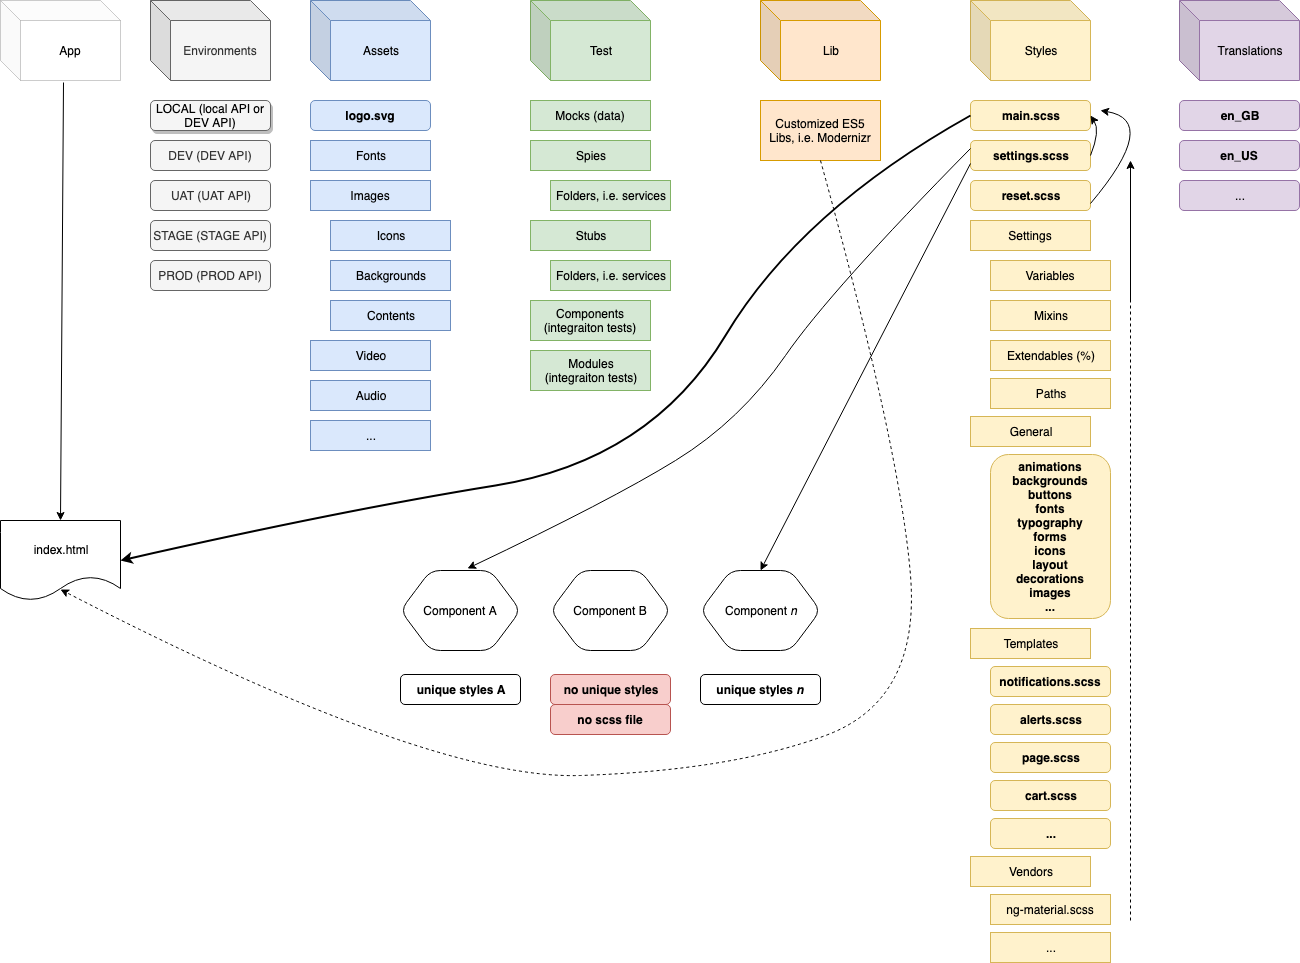 App
Environments
LOCAL (local API or
DEV API)
DEV (DEV API)
UAT (UAT API)
STAGE (STAGE API)
PROD (PROD API)
Assets
logo.svg
Fonts
Images
Icons
Backgrounds
Contents
Video
Audio
...
Test
Mocks (data)
Spies
Folders, i.e. services
Stubs
Folders, i.e. services
Components
(integraiton tests)
Modules
(integraiton tests)
Lib
Customized ES5
Libs, i.e. Modernizr
Styles
main.scss
settings.scss
reset.scss
Settings
Variables
Mixins
Extendables (%)
Paths
General
animations
backgrounds
buttons
fonts
typography
forms
icons
layout
decorations
images
...
Templates
notifications.scss
alerts.scss
page.scss
cart.scss
...
Vendors
ng-material.scss
...
Translations
en_GB
en_US
...
index.html
Component A
Component B
Component n
unique styles A
no unique styles
no scss file
unique styles n